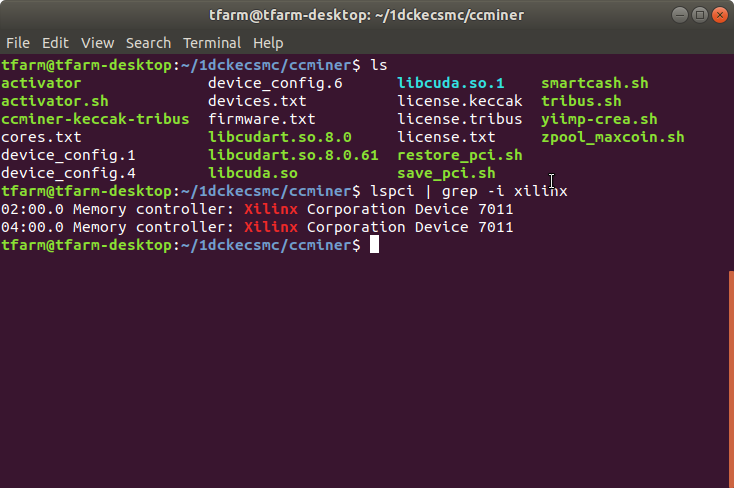 tfarm@tfarm-desktop: ~/1dckecsmc/ccminer
File Edit View Search Terminal Help
tfarm@tfarm-desktop:~/1dckecsmc/ccminer$ ls
activator device_config.6 libcuda.so.1 smartcash.sh
activator.sh devices.txt license.keccak tribus.sh
ccminer-keccak-tribus firmware.txt license.tribus yiimp-crea.sh
cores.txt libcudart.so.8.0 license.txt zpool_maxcoin.sh
device_config.1 libcudart.so.8.0.61 restore_pci.sh
device_config.4 libcuda.so save_pci.sh
tfarm@tfarm-desktop:~/1dckecsmc/ccminer$ lspci | grep -i xilinx
02:00.0 Memory controller: Xilinx Corporation Device 7011
04:00.0 Memory controller: Xilinx Corporation Device 7011
tfarm@tfarm-desktop:~/1dckecsmc/ccminer$